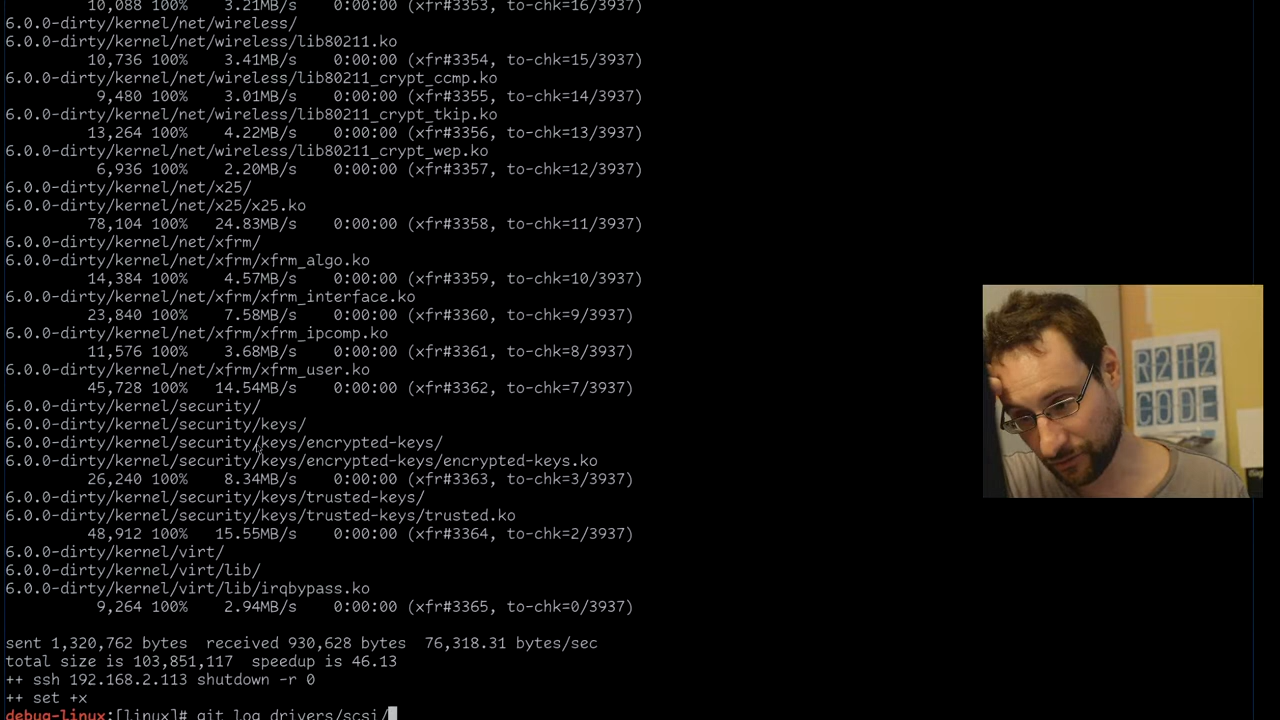 10,088 100% 3.21MB/s 0:00:00 (xfr#3353, to-chk=16/3937)
6.0.0-dirty/kernel/net/wireless/
6.0.0-dirty/kernel/net/wireless/lib80211.ko
10,736 100% 3.41MB/s 0:00:00 (xfr#3354, to-chk=15/3937)
6.0.0-dirty/kernel/net/wireless/lib80211_crypt_ccmp.ko
9,480 100% 3.01MB/s 0:00:00 (xfr#3355, to-chk=14/3937)
6.0.0-dirty/kernel/net/wireless/lib80211_crypt_tkip.ko
13,264 100% 4.22MB/s 0:00:00 (xfr#3356, to-chk=13/3937)
6.0.0-dirty/kernel/net/wireless/lib80211_crypt_wep.ko
6,936 100% 2.20MB/s 0:00:00 (xfr#3357, to-chk=12/3937)
6.0.0-dirty/kernel/net/x25/
6.0.0-dirty/kernel/net/x25/x25.ko
78,104 100% 24.83MB/s 0:00:00 (xfr#3358, to-chk=11/3937)
6.0.0-dirty/kernel/net/xfrm/
6.0.0-dirty/kernel/net/xfrm/xfrm_algo.ko
14,384 100% 4.57MB/s 0:00:00 (xfr#3359, to-chk=10/3937)
6.0.0-dirty/kernel/net/xfrm/xfrm_interface.ko
23,840 100% 7.58MB/s 0:00:00 (xfr#3360, to-chk=9/3937)
6.0.0-dirty/kernel/net/xfrm/xfrm_ipcomp.ko
11,576 100% 3.68MB/s 0:00:00 (xfr#3361, to-chk=8/3937)
6.0.0-dirty/kernel/net/xfrm/xfrm_user.ko
45,728 100% 14.54MB/s 0:00:00 (xfr#3362, to-chk=7/3937)
6.0.0-dirty/kernel/security/
6.0.0-dirty/kernel/security/keys/
6.0.0-dirty/kernel/security/keys/encrypted-keys/
6.0.0-dirty/kernel/security/keys/encrypted-keys/encrypted-keys.ko
26,240 100% 8.34MB/s 0:00:00 (xfr#3363, to-chk=3/3937)
6.0.0-dirty/kernel/security/keys/trusted-keys/
6.0.0-dirty/kernel/security/keys/trusted-keys/trusted.ko
48,912 100% 15.55MB/s 0:00:00 (xfr#3364, to-chk=2/3937)
6.0.0-dirty/kernel/virt/
6.0.0-dirty/kernel/virt/lib/
6.0.0-dirty/kernel/virt/lib/irqbypass.ko
9,264 100% 2.94MB/s 0:00:00 (xfr#3365, to-chk=0/3937)
sent 1,320,762 bytes received 930,628 bytes 76,318.31 bytes/sec
total size is 103,851,117 speedup is 46.13
++ ssh 192.168.2.113 shutdown -r 0
++ set +x
debug-linux:[linux]# git log drivers/scsi/
R2T2
CODE